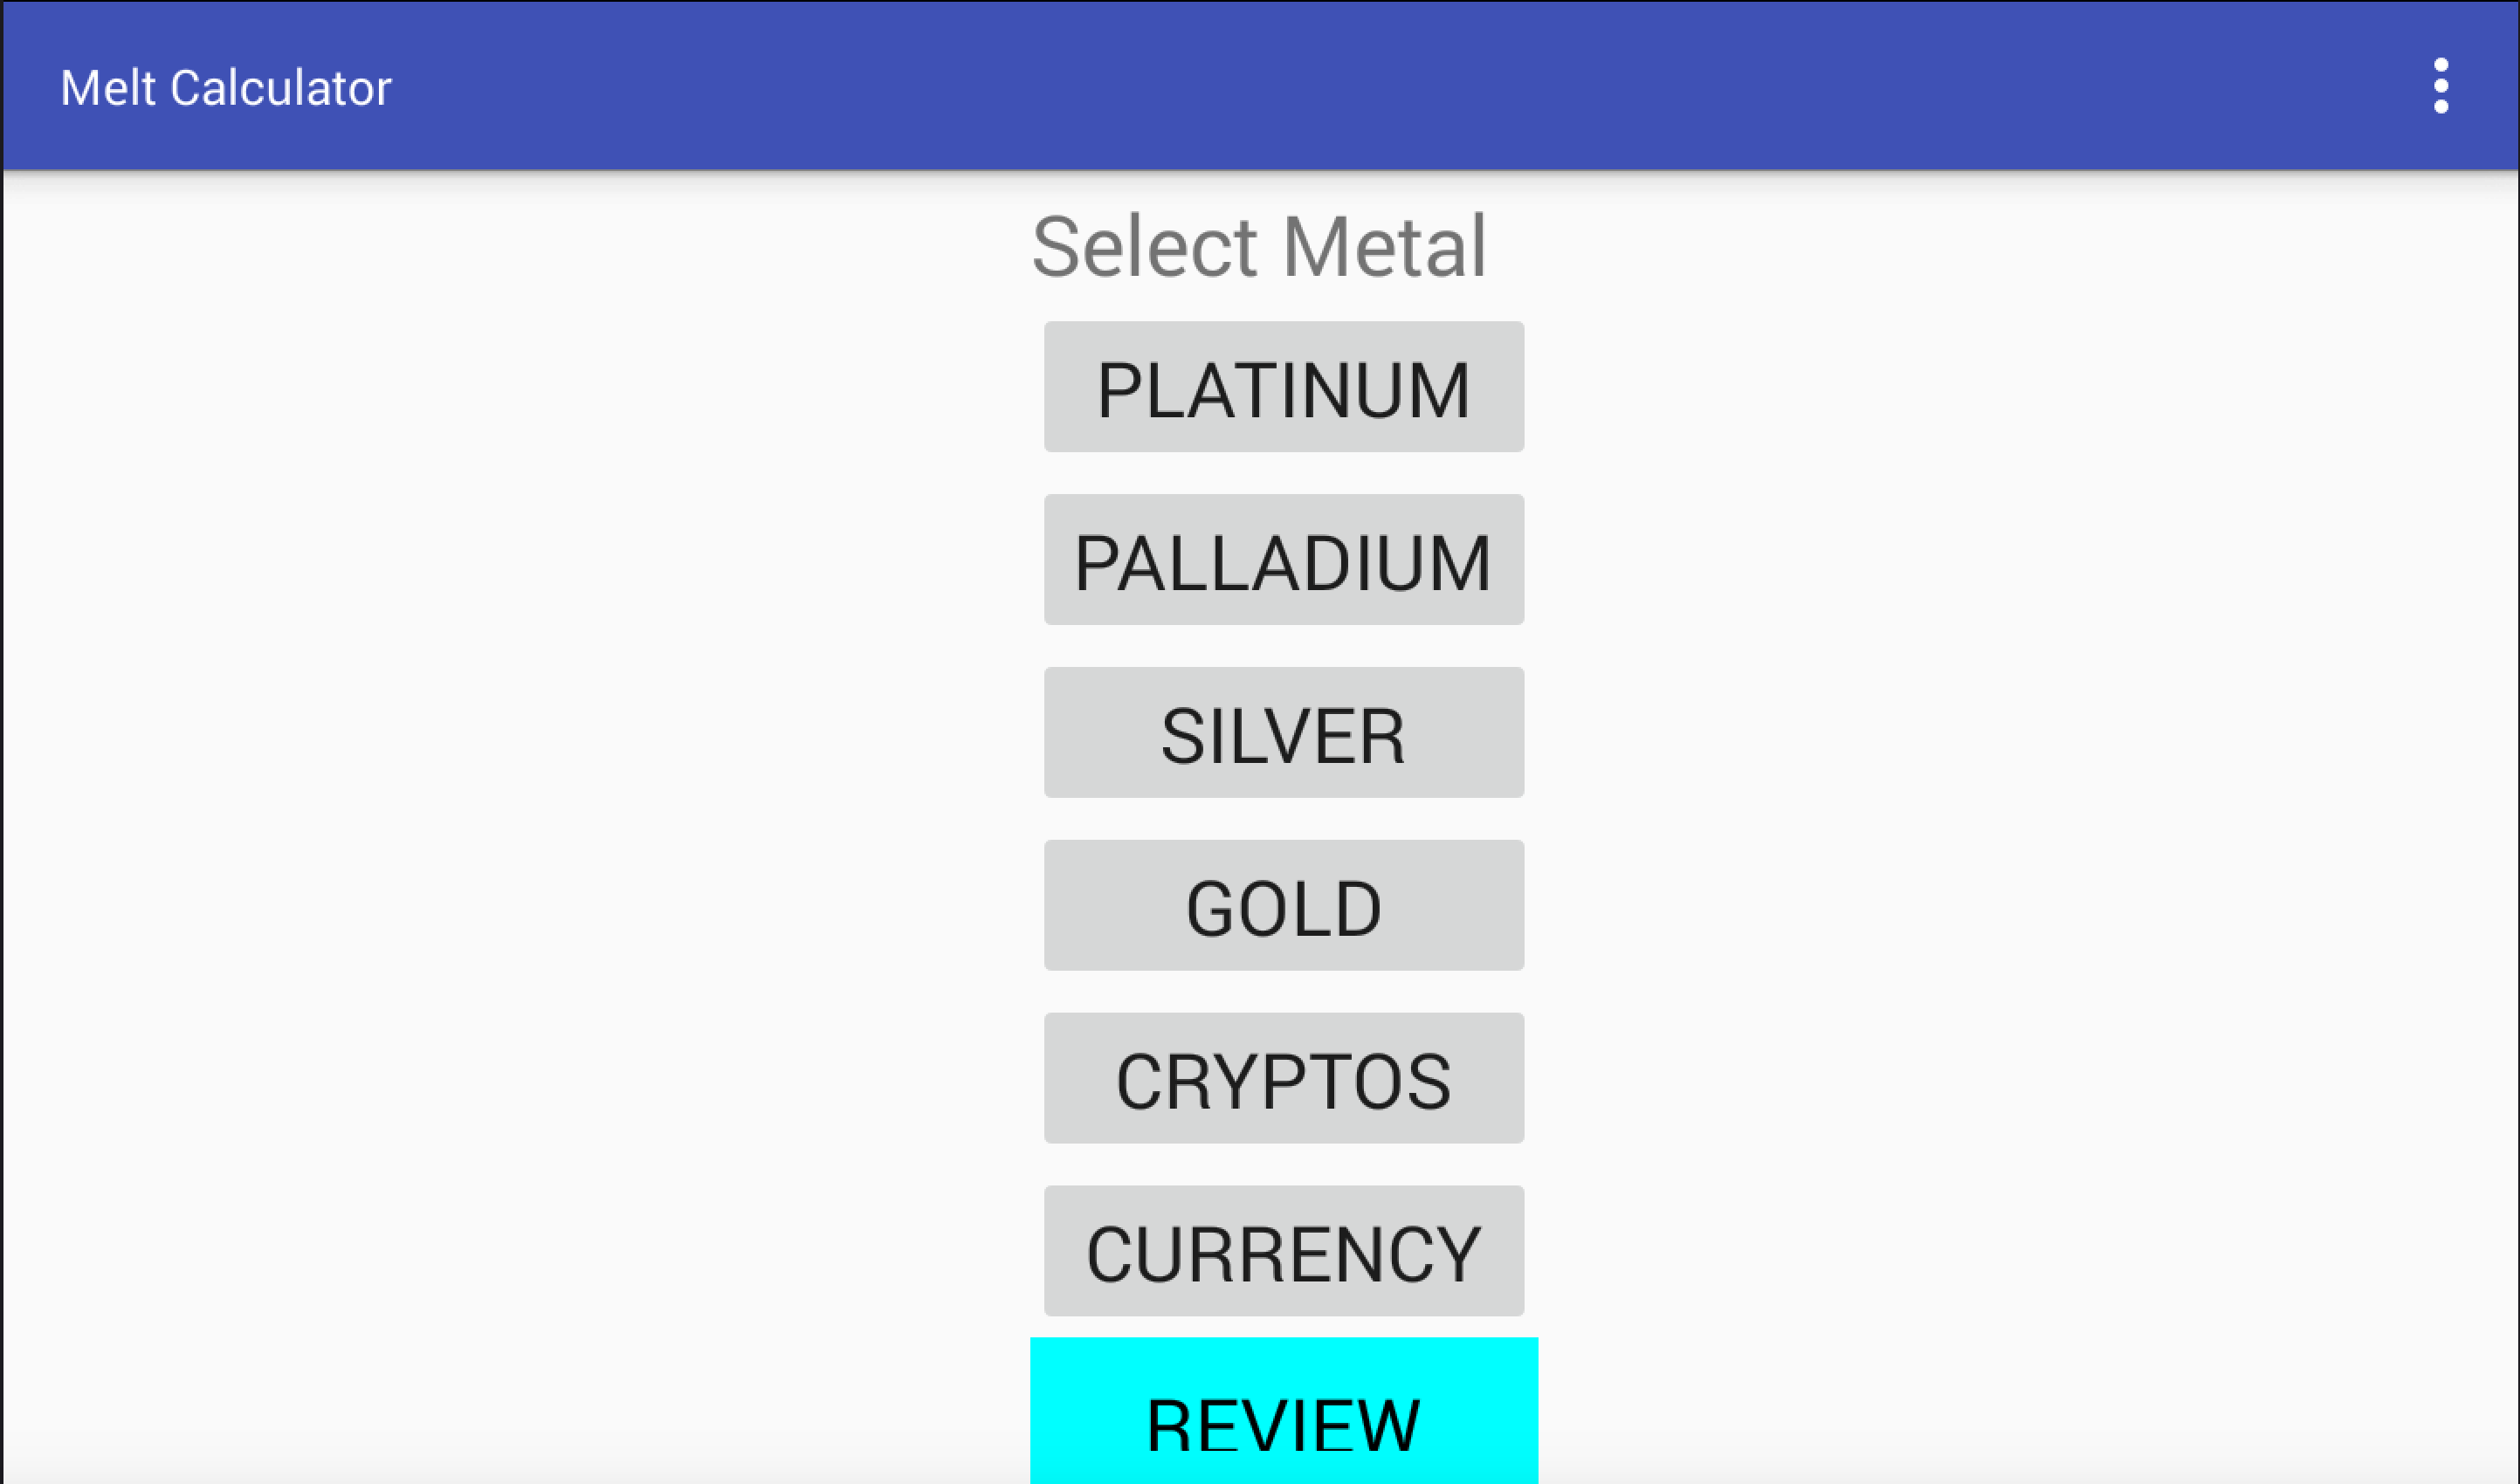 Melt Calculator
Select Metal
PLATINUM
PALLADIUM
SILVER
GOLD
CRYPTOS
CURRENCY
REVIEW